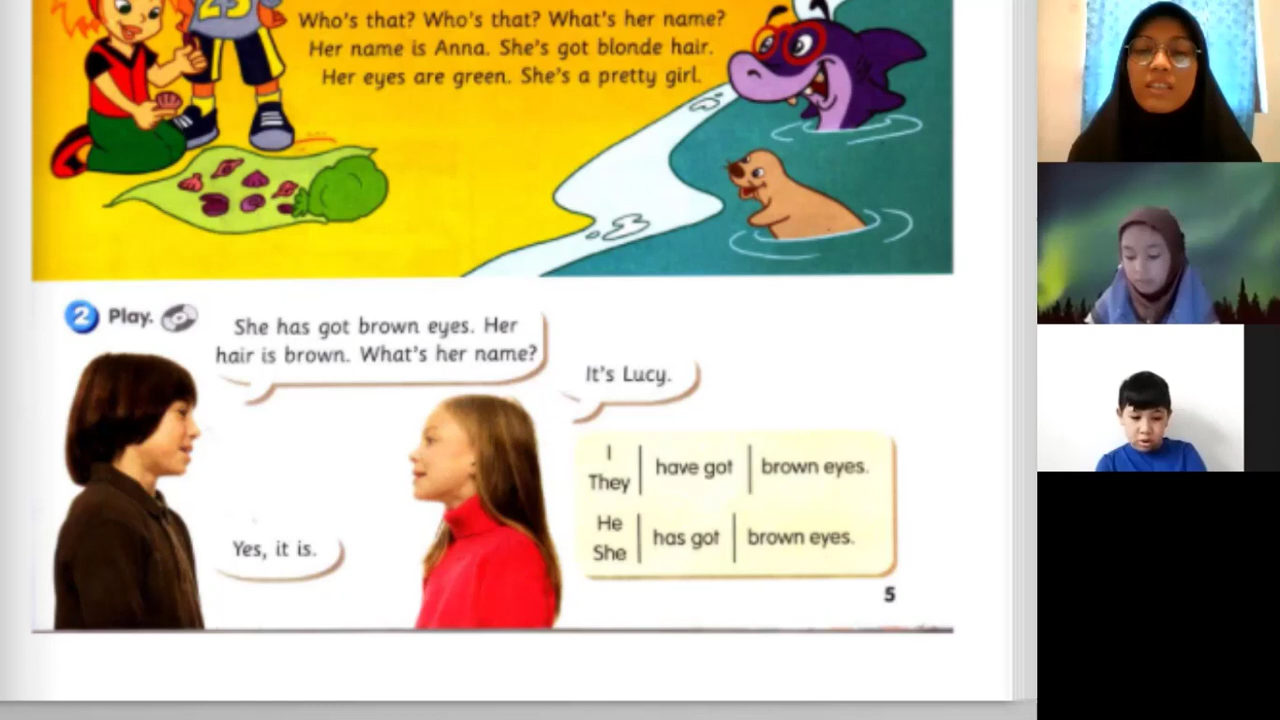 23
Who's that? Who's that? What's her name?
Her name is Anna. She's got blonde hair.
Her eyes are green. She's a pretty girl.
2 Play.
She has got brown eyes. Her
hair is brown. What's her name?
It's Lucy.
Yes, it is.
I
They
have got
brown eyes.
He
She
has got
brown eyes.
5